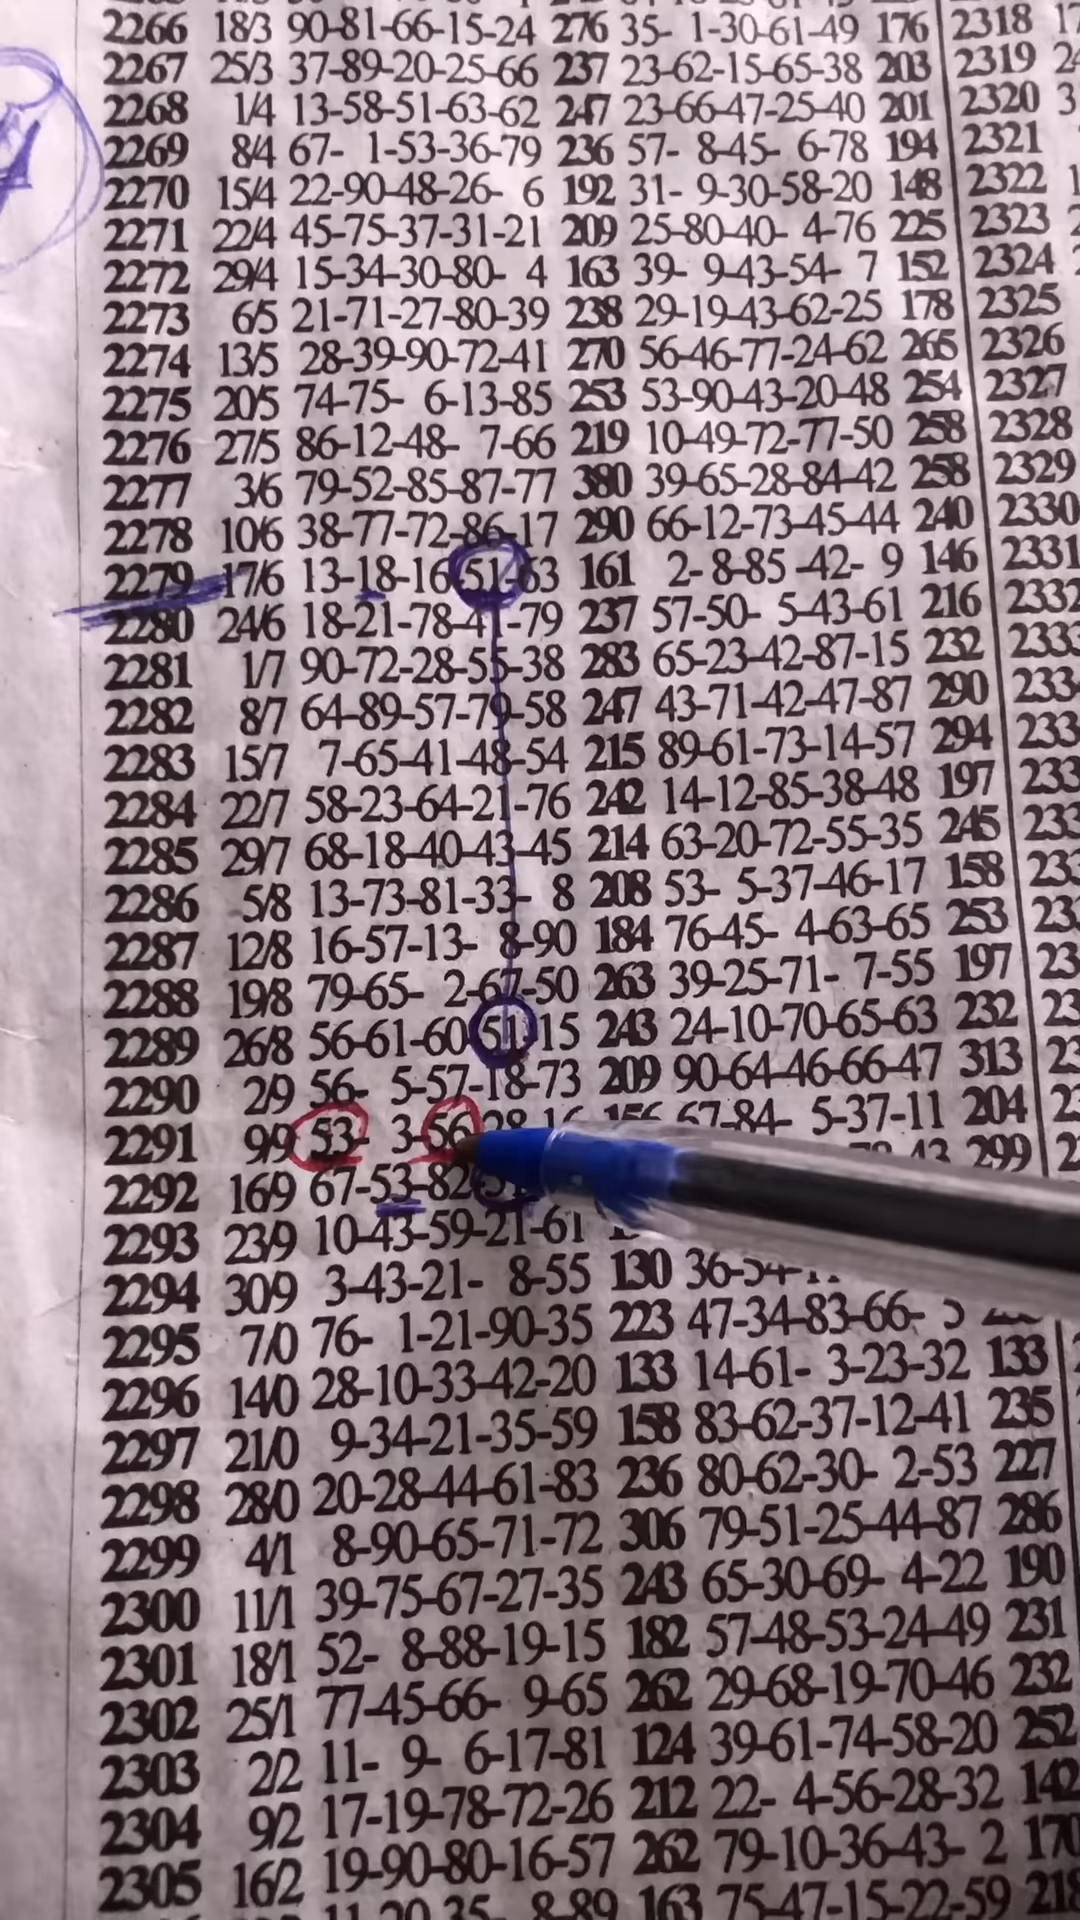 2266 18/3 90-81-66-15-24 276 35- 1-30-61-49 176 2318
2267 25/3 37-89-20-25-66 237 23-62-15-65-38 203 2319
2268 1/4 13-58-51-63-62 247 23-66-47-25-40 201 2320
2269 8/4 67- 1-53-36-79 236 57- 8-45- 6-78 194 2321
2270 15/4 22-90-48-26- 6 192 31- 9-30-58-20 148 2322
2271 22/4 45-75-37-31-21 209 25-80-40- 4-76 225 2323
2272 29/4 15-34-30-80- 4 163 39- 9-43-54- 7 152 2324
2273 6/5 21-71-27-80-39 238 29-19-43-62-25 178 2325
2274 13/5 28-39-90-72-41 270 56-46-77-24-62 265 2326
2275 20/5 74-75- 6-13-85 253 53-90-43-20-48 254 2327
2276 27/5 86-12-48- 7-66 219 10-49-72-77-50 258 2328
2277 3/6 79-52-85-87-77 380 39-65-28-84-42 258 2329
2278 10/6 38-77-72-86-17 290 66-12-73-45-44 240 2330
2279 17/6 13-18-16-51-63 161 2- 8-85-42- 9 146 2331
2280 24/6 18-21-78-41-79 237 57-50- 5-43-61 216 2332
2281 1/7 90-72-28-55-38 283 65-23-42-87-15 232
2282 8/7 64-89-57-79-58 247 43-71-42-47-87 290
2283 15/7 7-65-41-48-54 215 89-61-73-14-57 294
2284 22/7 58-23-64-21-76 242 14-12-85-38-48 197
2285 29/7 68-18-40-43-45 214 63-20-72-55-35 245
2286 5/8 13-73-81-33- 8 208 53- 5-37-46-17 158
2287 12/8 16-57-13- 8-90 184 76-45- 4-63-65 253
2288 19/8 79-65- 2-67-50 263 39-25-71- 7-55 197
2289 26/8 56-61-60-51-15 243 24-10-70-65-63 232
2290 2/9 56- 5-57-18-73 209 90-64-46-66-47 313
2291 9/9 53- 3-56-28-16 156 67-84- 5-37-11 204
2292 16/9 67-53-82-51 43 299
2293 23/9 10-43-59-21-61
2294 30/9 3-43-21- 8-55 130 36-54
2295 7/0 76- 1-21-90-35 223 47-34-83-66- 5
2296 14/0 28-10-33-42-20 133 14-61- 3-23-32 133
2297 21/0 9-34-21-35-59 158 83-62-37-12-41 235
2298 28/0 20-28-44-61-83 236 80-62-30- 2-53 227
2299 4/1 8-90-65-71-72 306 79-51-25-44-87 286
2300 11/1 39-75-67-27-35 243 65-30-69- 4-22 190
2301 18/1 52- 8-88-19-15 182 57-48-53-24-49 231
2302 25/1 77-45-66- 9-65 262 29-68-19-70-46 232
2303 2/2 11- 9- 6-17-81 124 39-61-74-58-20 252
2304 9/2 17-19-78-72-26 212 22- 4-56-28-32 142
2305 16/2 19-90-80-16-57 262 79-10-36-43- 2 170
11-20-35- 8-89 163 75-47-15-22-59 218